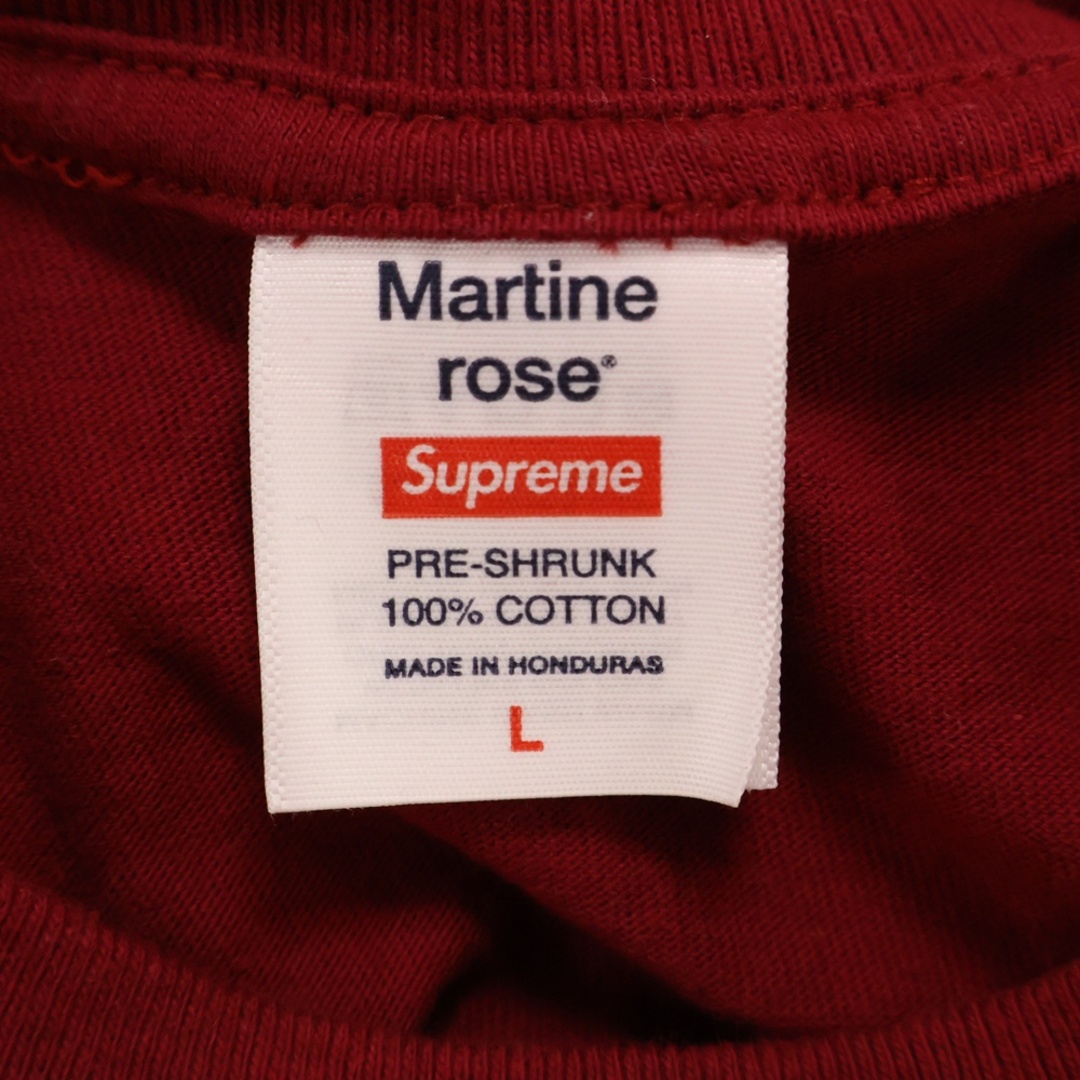 Martine
rose®
Supreme
PRE-SHRUNK
100% COTTON
MADE IN HONDURAS
L